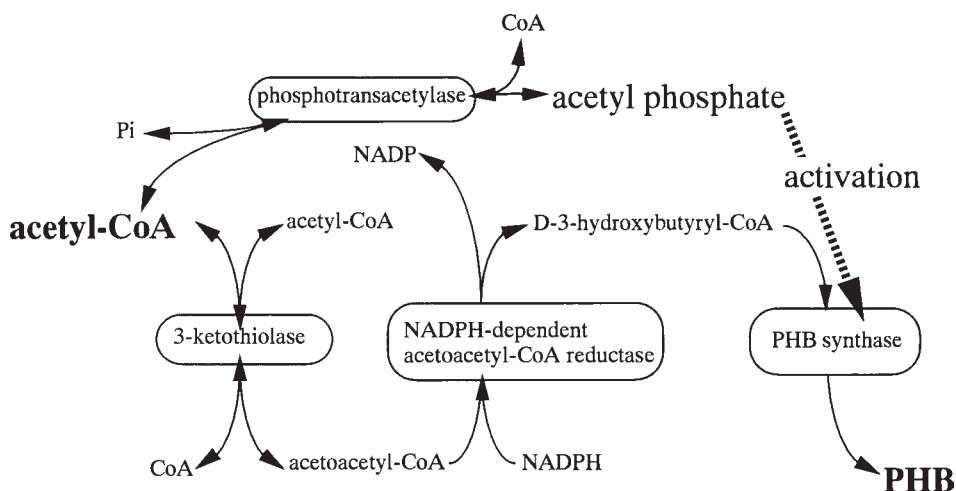 CoA
phosphotransacetylase
acetyl phosphate
Pi
NADP
activation
acetyl-CoA
acetyl-CoA
D-3-hydroxybutyryl-CoA
3-ketothiolase
NADPH-dependent
acetoacetyl-CoA reductase
PHB synthase
CoA
acetoacetyl-CoA
NADPH
PHB